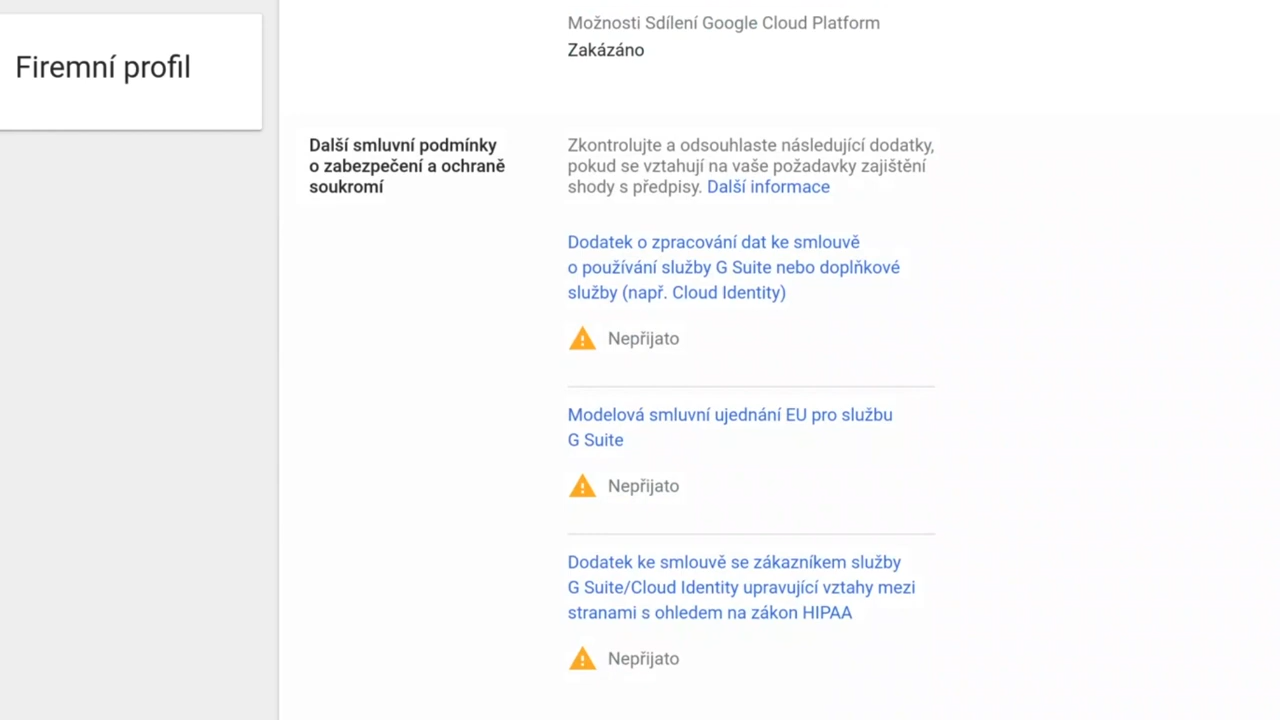 Možnosti Sdílení Google Cloud Platform
Zakázáno
Firemní profil
Další smluvní podmínky
o zabezpečení a ochraně
soukromí
Zkontrolujte a odsouhlaste následující dodatky,
pokud se vztahují na vaše požadavky zajištění
shody s předpisy. Další informace
Dodatek o zpracování dat ke smlouvě
o používání služby G Suite nebo doplňkové
služby (např. Cloud Identity)
Nepřijato
Modelová smluvní ujednání EU pro službu
G Suite
Nepřijato
Dodatek ke smlouvě se zákazníkem služby
G Suite/Cloud Identity upravující vztahy mezi
stranami s ohledem na zákon HIPAA
Nepřijato